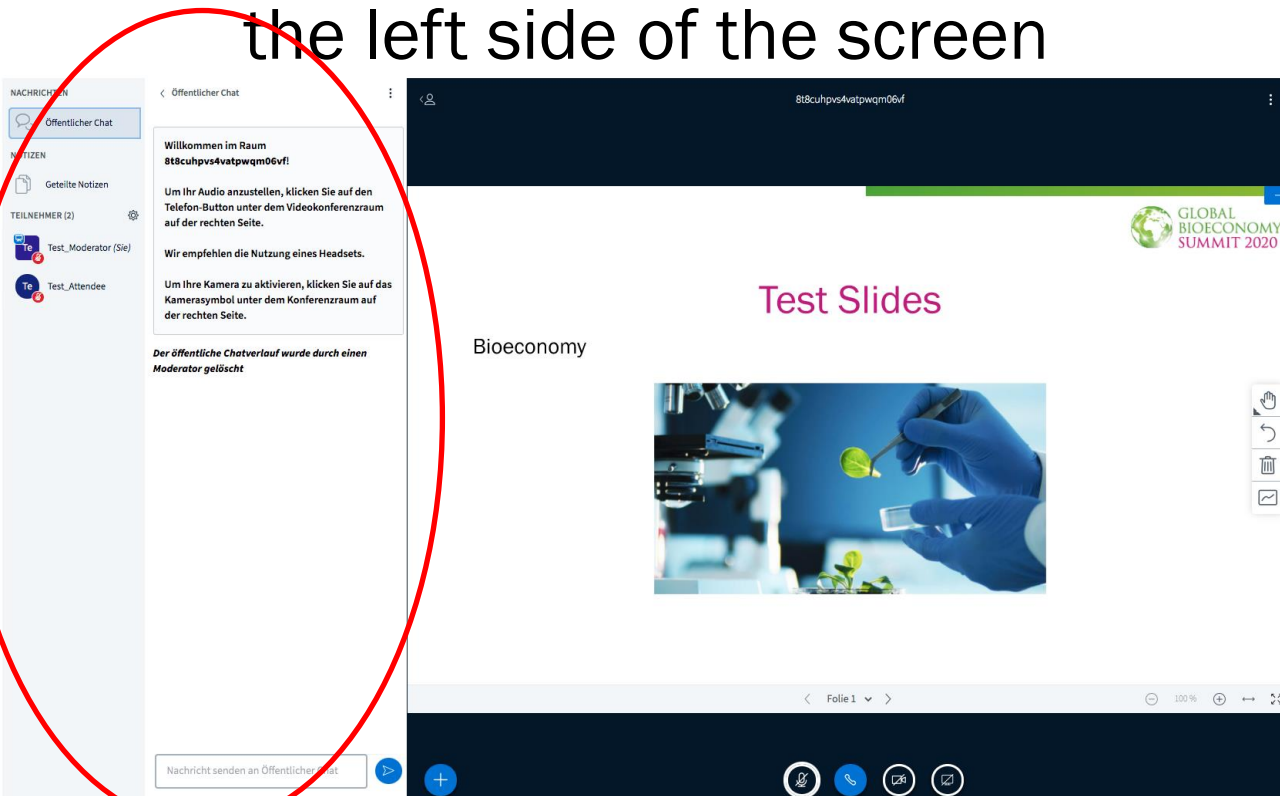 the left side of the screen
NACHRICHTEN
Öffentlicher Chat
NOTIZEN
Geteilte Notizen
TEILNEHMER (2)
Te
Test_Moderator (Sie)
Te
Test_Attendee
Öffentlicher Chat
Willkommen im Raum
8t8cuhpvs4vatpwqm06vf!
Um Ihr Audio anzustellen, klicken Sie auf den
Telefon-Button unter dem Videokonferenzraum
auf der rechten Seite.
Wir empfehlen die Nutzung eines Headsets.
Um Ihre Kamera zu aktivieren, klicken Sie auf das
Kamerasymbol unter dem Konferenzraum auf
der rechten Seite.
Der öffentliche Chatverlauf wurde durch einen
Moderator gelöscht
Nachricht senden an Öffentlicher Chat
8t8cuhpvs4vatpwqm06vf
GLOBAL
BIOECONOMY
SUMMIT 2020
Test Slides
Bioeconomy
Folie 1
100 %